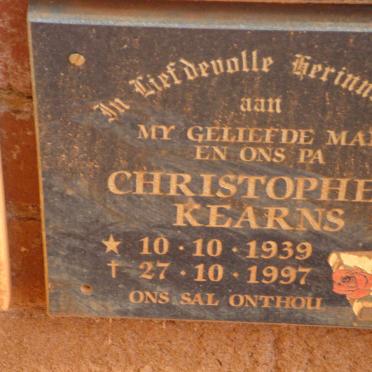 In Liefdevolle Herinn
aan
MY GELIEFDE MA
EN ONS PA
CHRISTOPHE
KEARNS
★ 10 · 10 · 1939
† 27 · 10 · 1997
ONS SAL ONTHOU